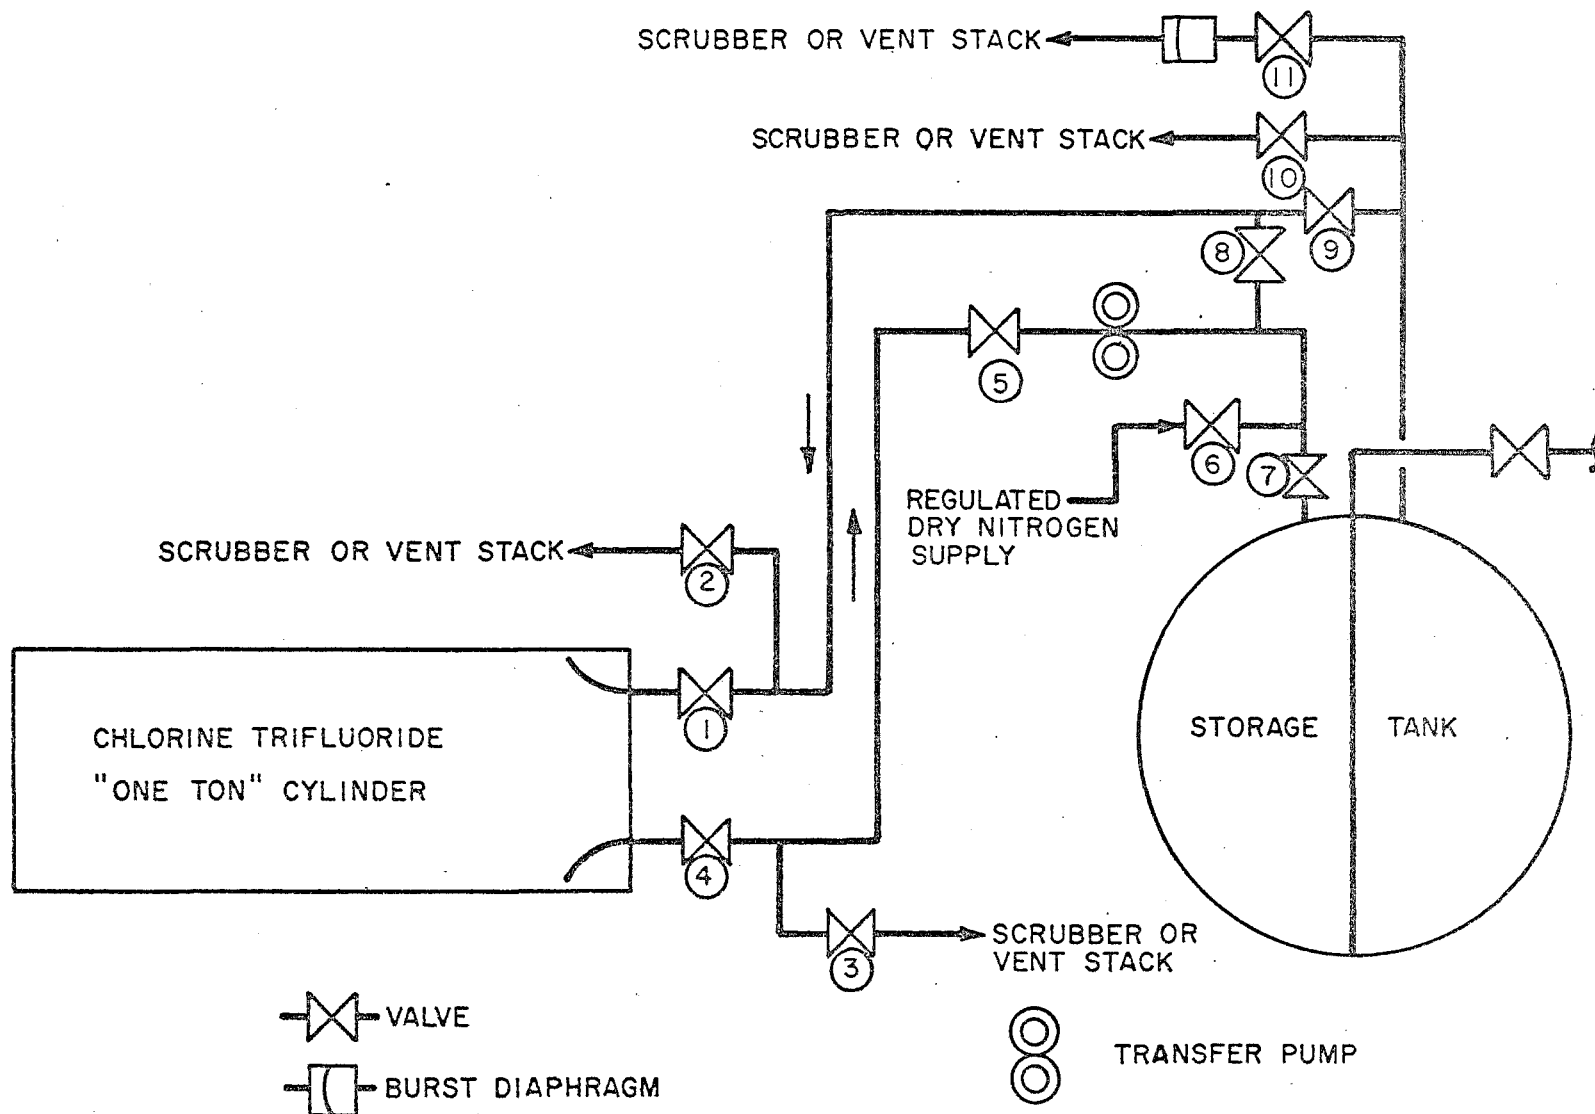 SCRUBBER OR VENT STACK
11
SCRUBBER OR VENT STACK
10
9
8
5
6
7
REGULATED
DRY NITROGEN
SUPPLY
SCRUBBER OR VENT STACK
2
1
CHLORINE TRIFLUORIDE
"ONE TON" CYLINDER
STORAGE TANK
4
3
SCRUBBER OR
VENT STACK
VALVE
TRANSFER PUMP
BURST DIAPHRAGM